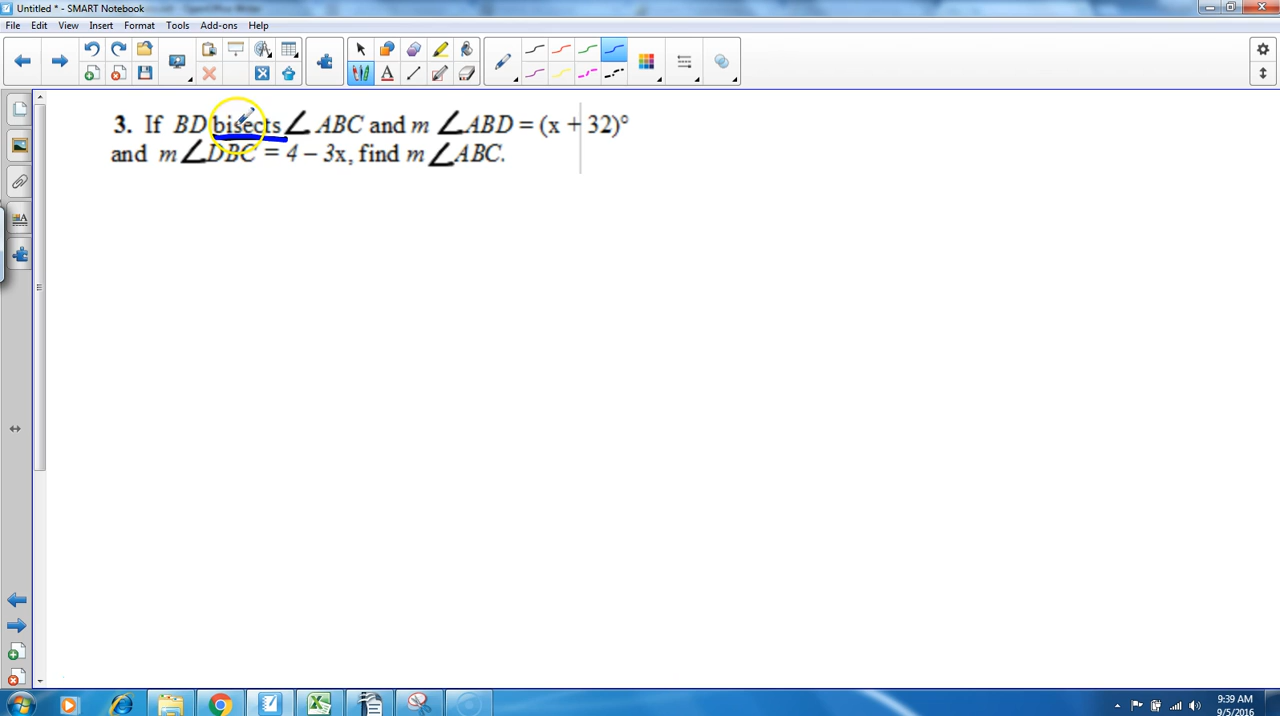 Untitled * - SMART Notebook
File Edit View Insert Format Tools Add-ons Help
3. If BD bisects ∠ ABC and m ∠ABD = (x + 32)°
and m∠DBC = 4 – 3x, find m∠ABC.
9:39 AM
9/5/2016